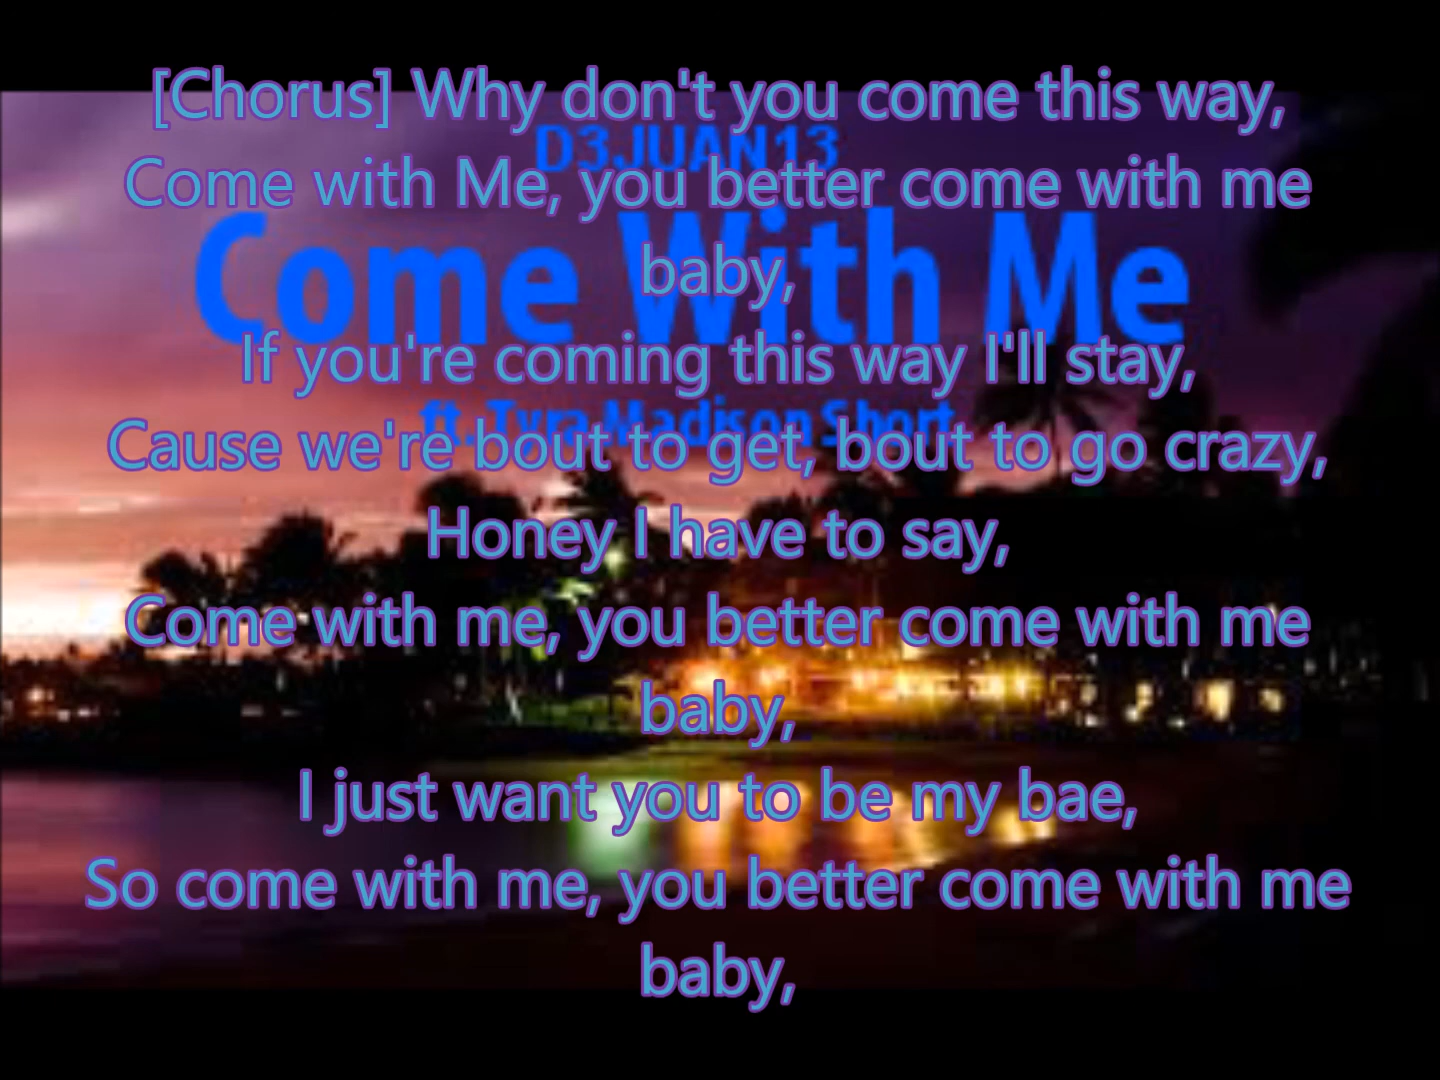 [Chorus] Why don't you come this way,
D3JUAN13
Come with Me, you better come with me
Come With Me
baby,
If you're coming this way I'll stay,
ft. Tyra Madison Short
Cause we're bout to get, bout to go crazy,
Honey I have to say,
Come with me, you better come with me
baby,
I just want you to be my bae,
So come with me, you better come with me
baby,